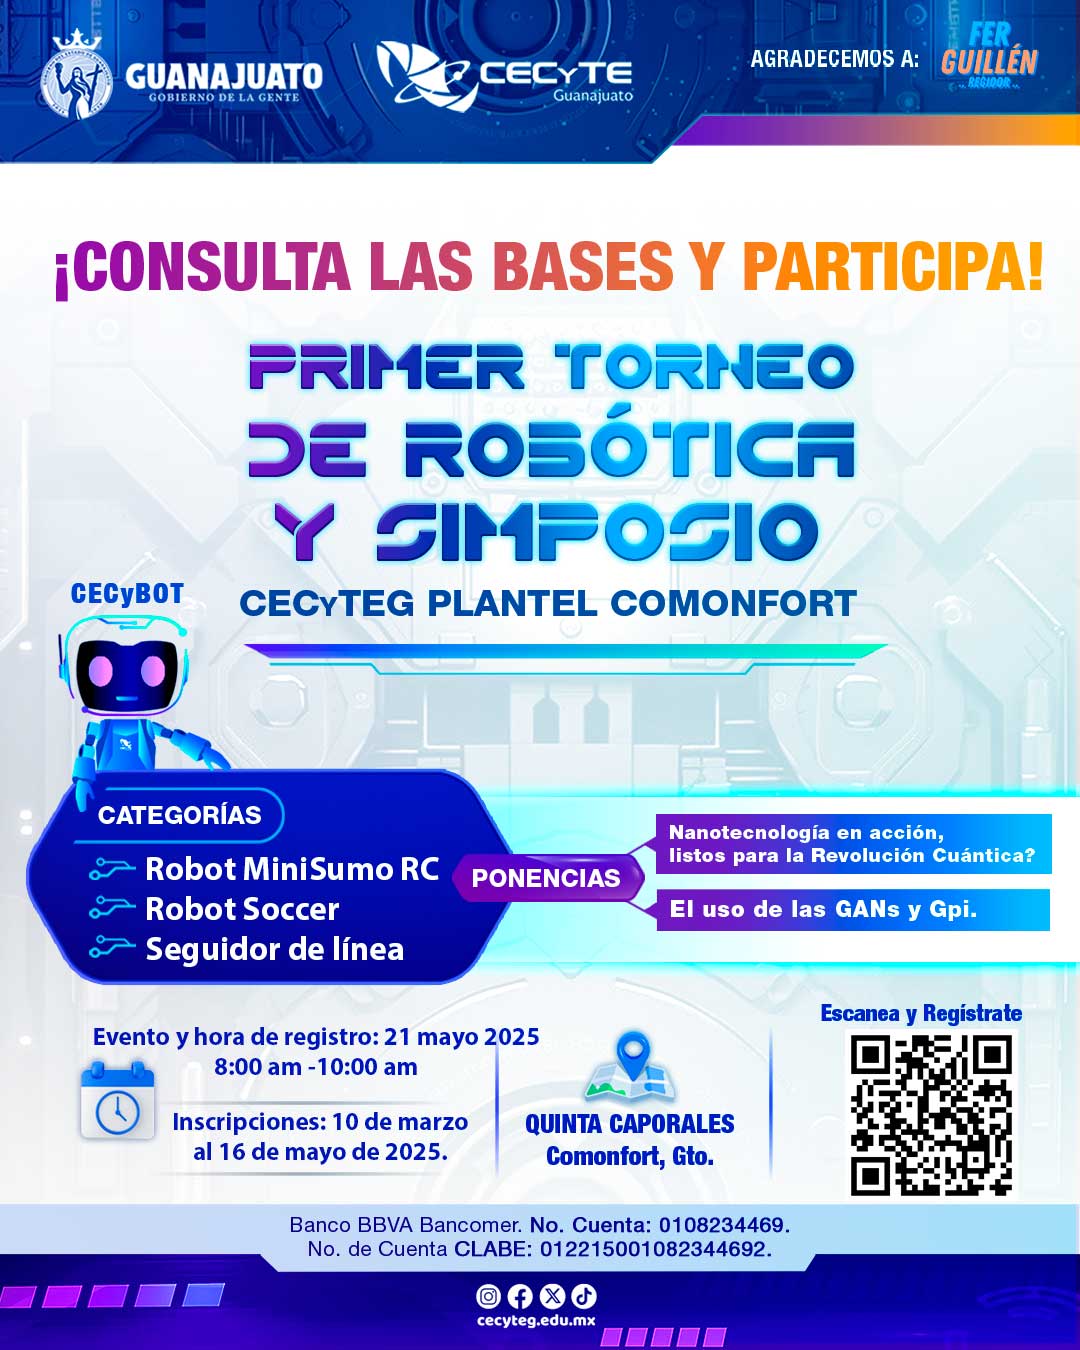 GUANAJUATO
GOBIERNO DE LA GENTE
CECyTE
Guanajuato
AGRADECEMOS A:
FER
GUILLÉN
REGIDOR
¡CONSULTA LAS BASES Y PARTICIPA!
PRIMER TORNEO
DE ROBÓTICA
Y SIMPOSIO
CECyTEG PLANTEL COMONFORT
CECyBOT
CATEGORÍAS
Robot MiniSumo RC
Robot Soccer
Seguidor de línea
PONENCIAS
Nanotecnología en acción,
listos para la Revolución Cuántica?
El uso de las GANs y Gpi.
Evento y hora de registro: 21 mayo 2025
8:00 am -10:00 am
Inscripciones: 10 de marzo
al 16 de mayo de 2025.
QUINTA CAPORALES
Comonfort, Gto.
Escanea y Regístrate
Banco BBVA Bancomer. No. Cuenta: 0108234469.
No. de Cuenta CLABE: 012215001082344692.
cecyteg.edu.mx